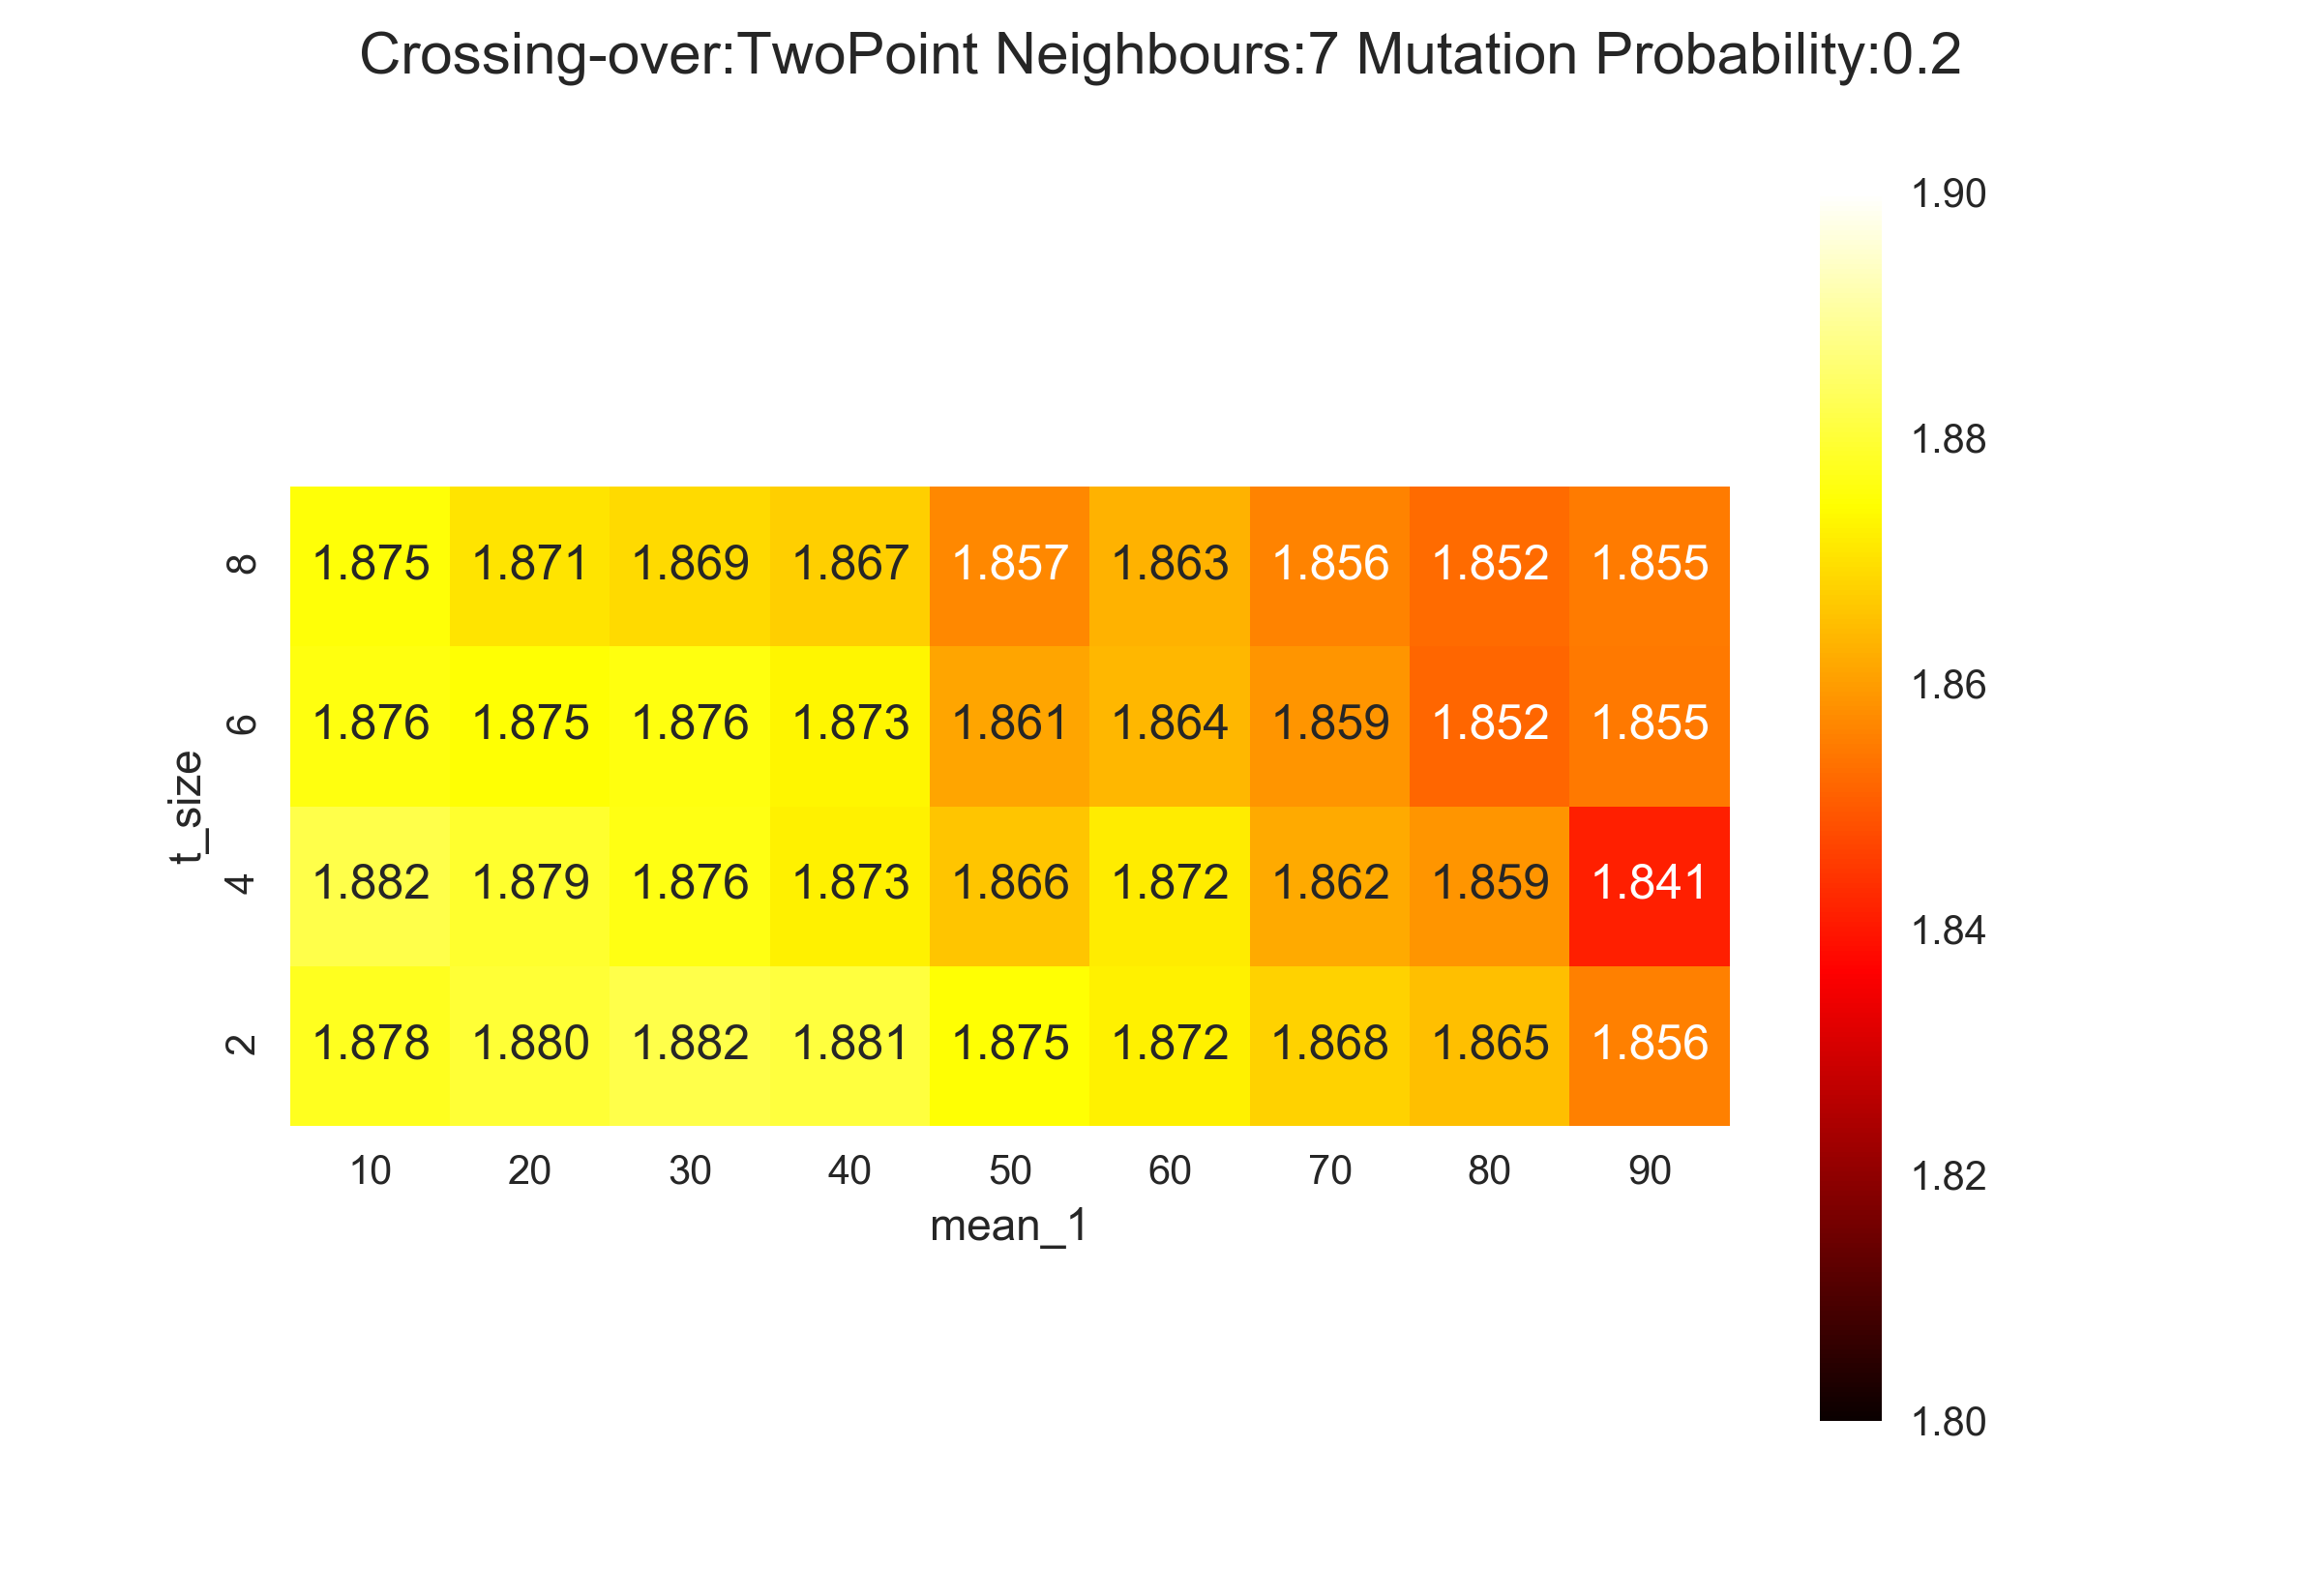 Crossing-over:TwoPoint Neighbours:7 Mutation Probability:0.2
8 1.875 1.871 1.869 1.867 1.857 1.863 1.856 1.852 1.855
6 1.876 1.875 1.876 1.873 1.861 1.864 1.859 1.852 1.855
4 1.882 1.879 1.876 1.873 1.866 1.872 1.862 1.859 1.841
2 1.878 1.880 1.882 1.881 1.875 1.872 1.868 1.865 1.856
t_size
10 20 30 40 50 60 70 80 90
mean_1
1.90
1.88
1.86
1.84
1.82
1.80